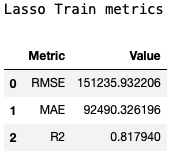 Lasso Train metrics
Metric Value
0 RMSE 151235.932206
1 MAE 92490.326196
2 R2 0.817940